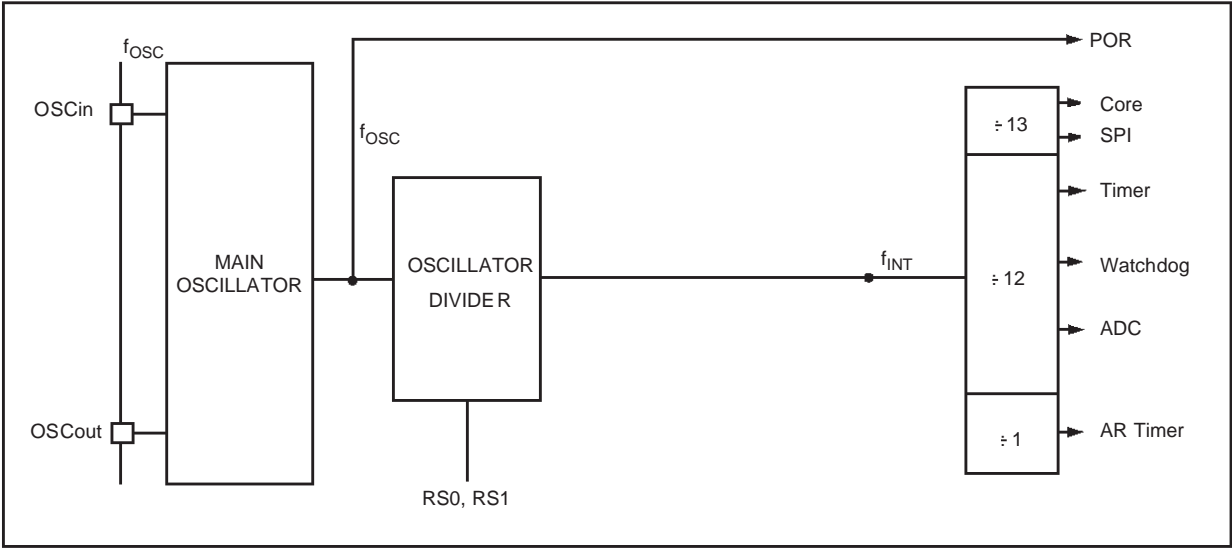 fOSC
POR
OSCin
fOSC
÷ 13
Core
SPI
Timer
MAIN
OSCILLATOR
OSCILLATOR
DIVIDER
fINT
÷ 12
Watchdog
ADC
OSCout
÷ 1
AR Timer
RS0, RS1